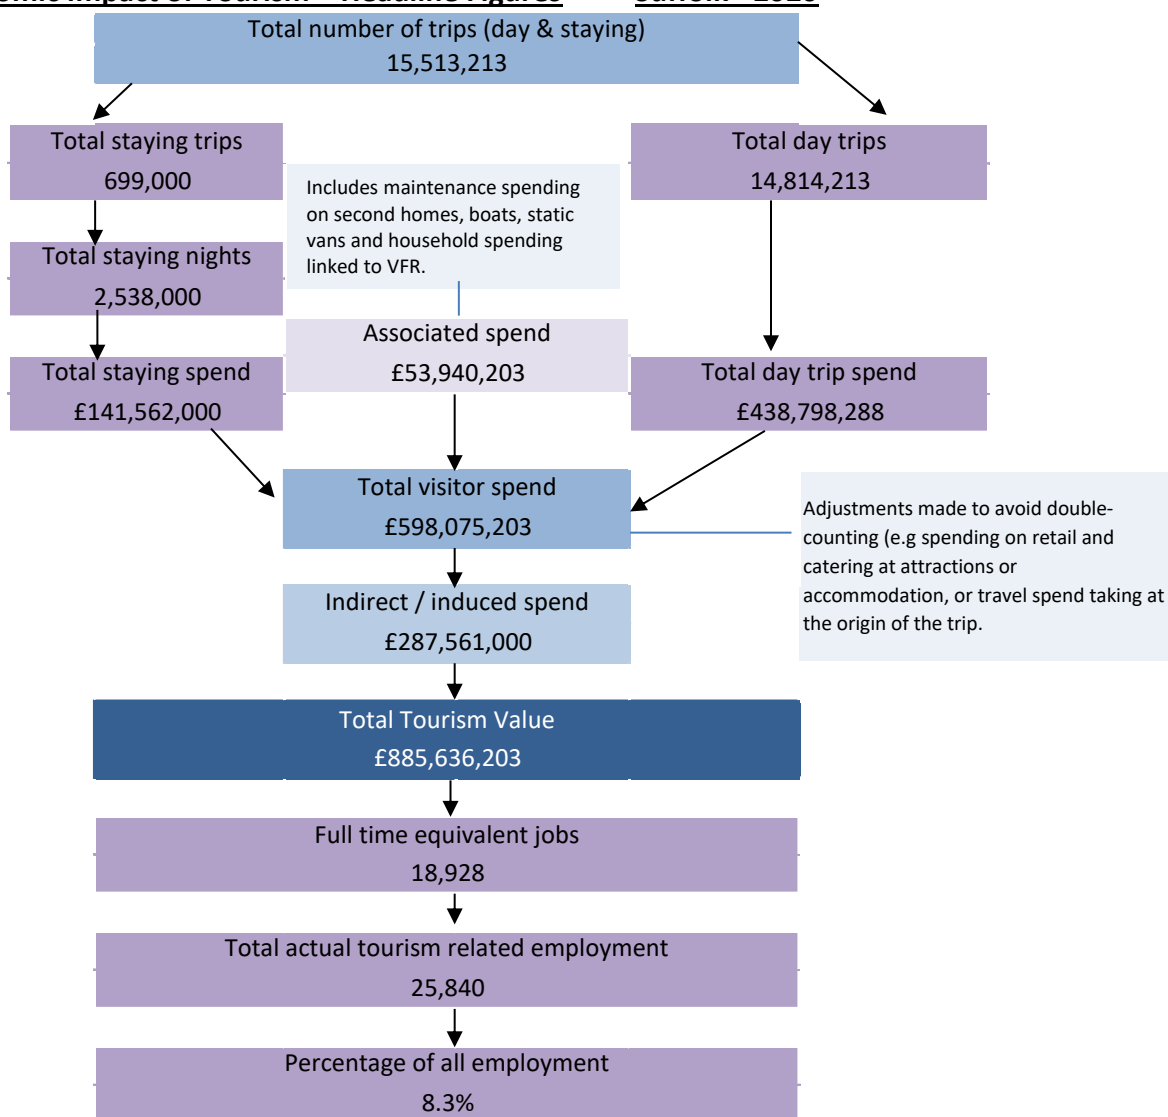 Impact of Tourism Headline Figures
Total number of trips (day & staying)
15,513,213
Total staying trips
699,000
Total day trips
14,814,213
Includes maintenance spending
on second homes, boats, static
vans and household spending
linked to VFR.
Total staying nights
2,538,000
Associated spend
£53,940,203
Total staying spend
£141,562,000
Total day trip spend
£438,798,288
Total visitor spend
£598,075,203
Adjustments made to avoid double-
counting (e.g spending on retail and
catering at attractions or
accommodation, or travel spend taking at
the origin of the trip.
Indirect / induced spend
£287,561,000
Total Tourism Value
£885,636,203
Full time equivalent jobs
18,928
Total actual tourism related employment
25,840
Percentage of all employment
8.3%